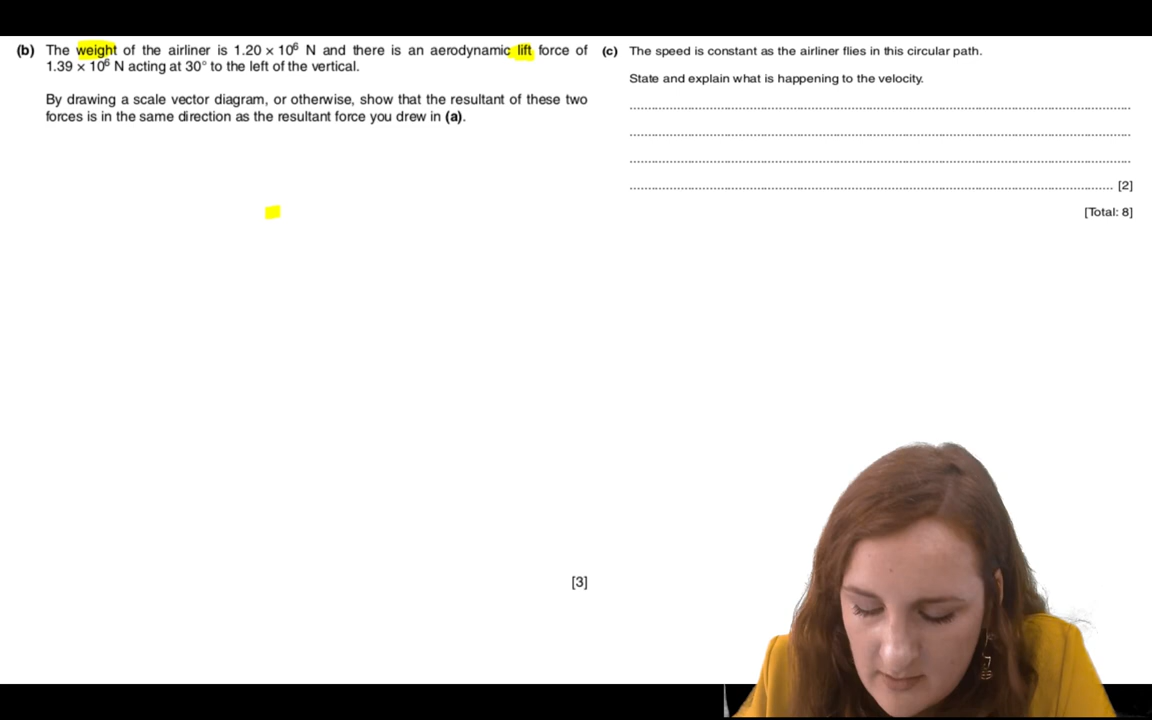 (b) The weight of the airliner is 1.20 × 10⁶ N and there is an aerodynamic lift force of
1.39 × 10⁶ N acting at 30° to the left of the vertical.
By drawing a scale vector diagram, or otherwise, show that the resultant of these two
forces is in the same direction as the resultant force you drew in (a).
[3]
(c) The speed is constant as the airliner flies in this circular path.
State and explain what is happening to the velocity.
[2]
[Total: 8]